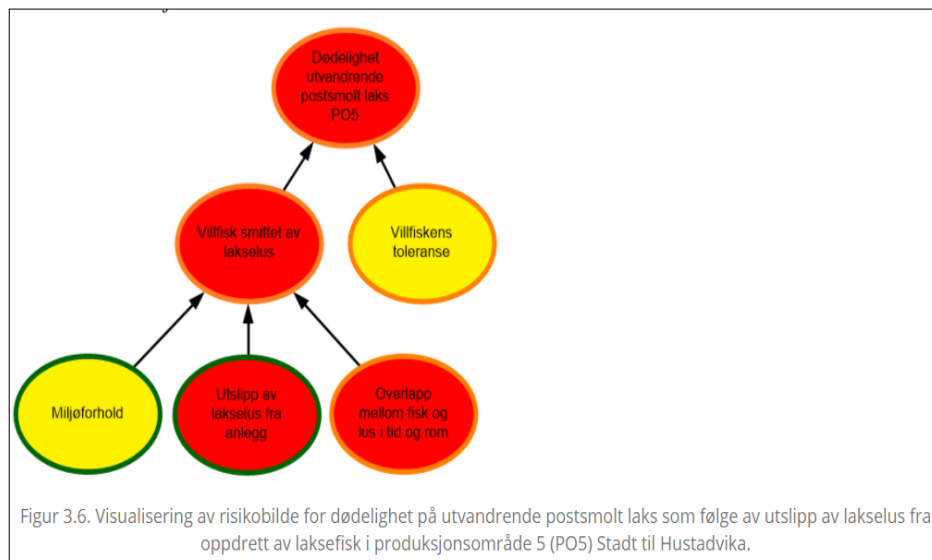 Dødelighet
utvandrende
postsmolt laks
PO5
Villfisk smittet av
lakselus
Villfiskens
toleranse
Miljøforhold
Utslipp av
lakselus fra
anlegg
Overlapp
mellom fisk og
lus i tid og rom
Figur 3.6. Visualisering av risikobilde for dødelighet på utvandrende postsmolt laks som følge av utslipp av lakselus fra
oppdrett av laksefisk i produksjonsområde 5 (PO5) Stadt til Hustadvika.